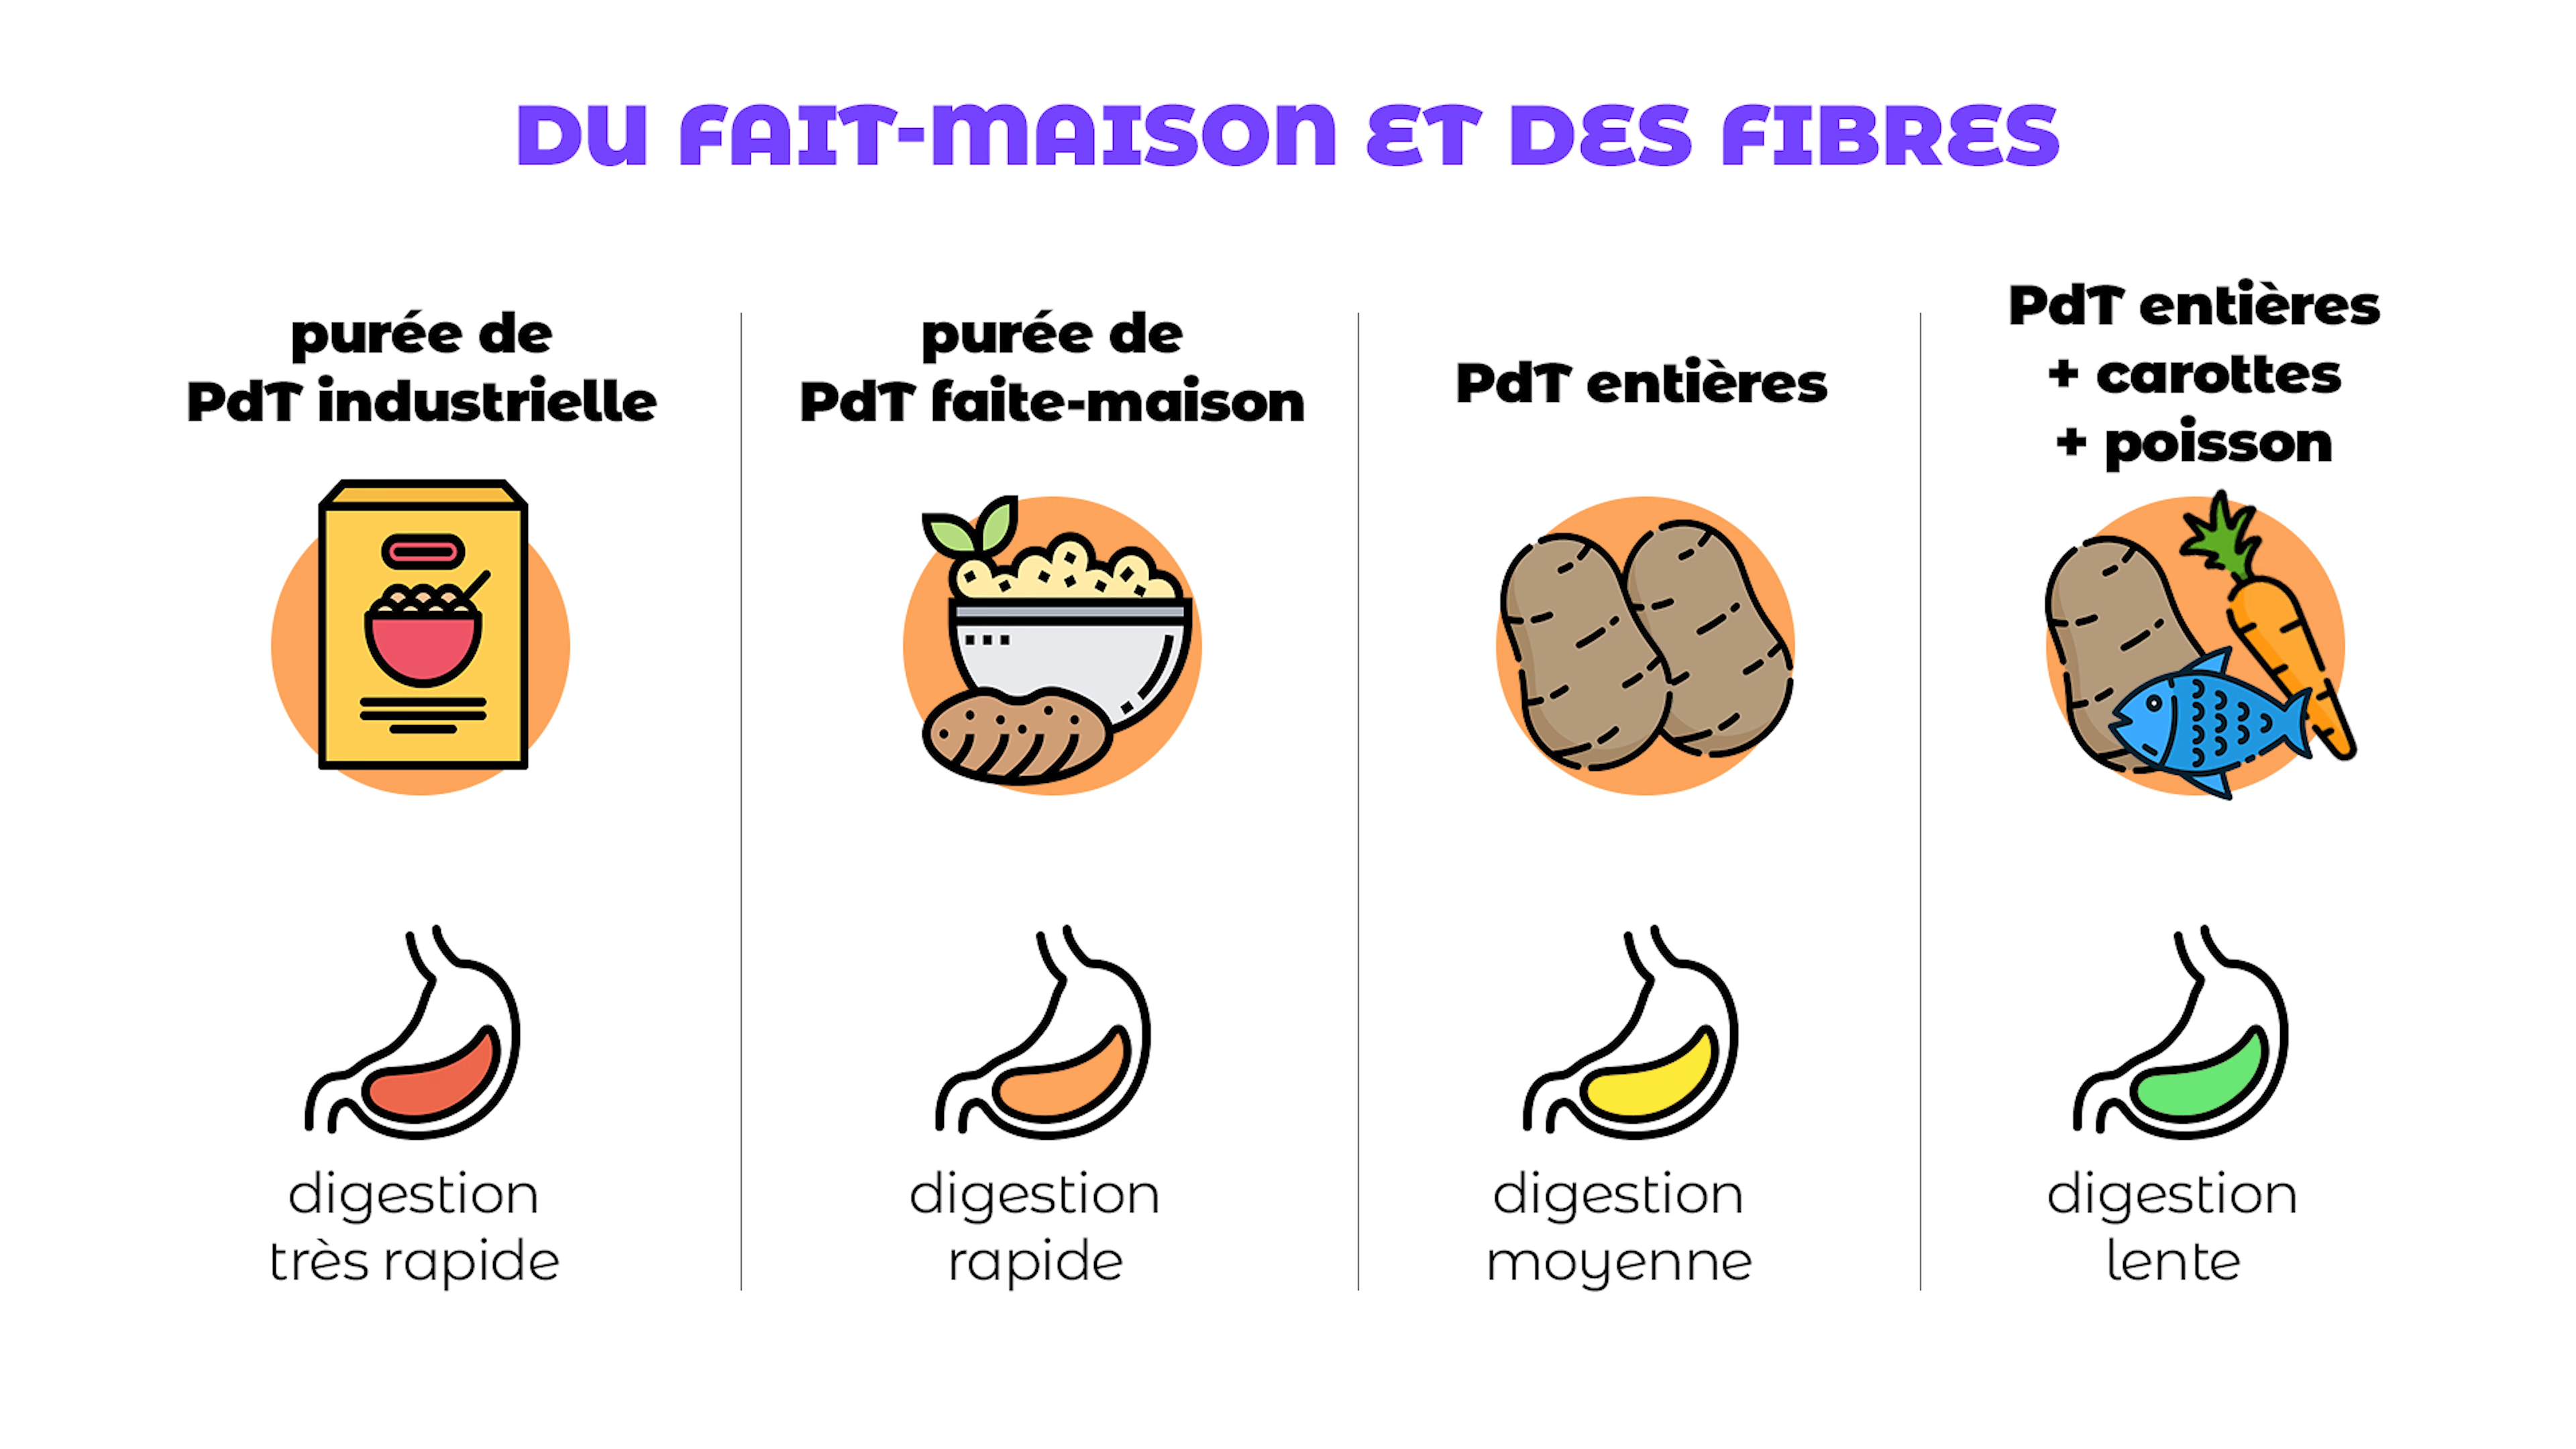 DU FAIT-MAISON ET DES FIBRES
purée de
PdT industrielle
purée de
PdT faite-maison
PdT entières
PdT entières
+ carottes
+ poisson
digestion
très rapide
digestion
rapide
digestion
moyenne
digestion
lente